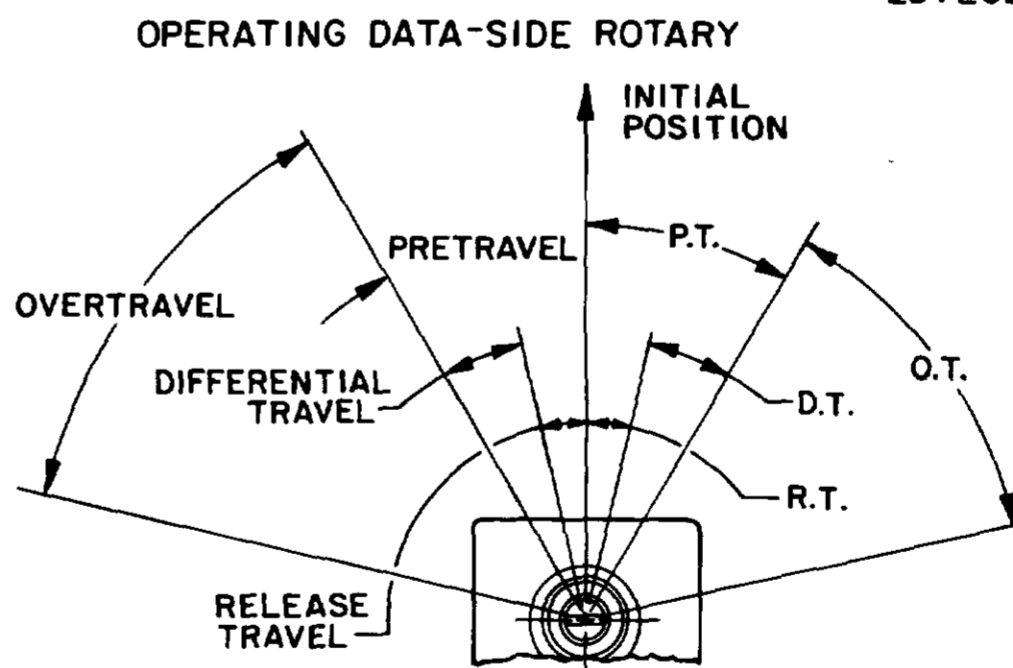 OPERATING DATA-SIDE ROTARY
INITIAL
POSITION
PRETRAVEL
P.T.
OVERTRAVEL
DIFFERENTIAL
TRAVEL
O.T.
D.T.
R.T.
RELEASE
TRAVEL